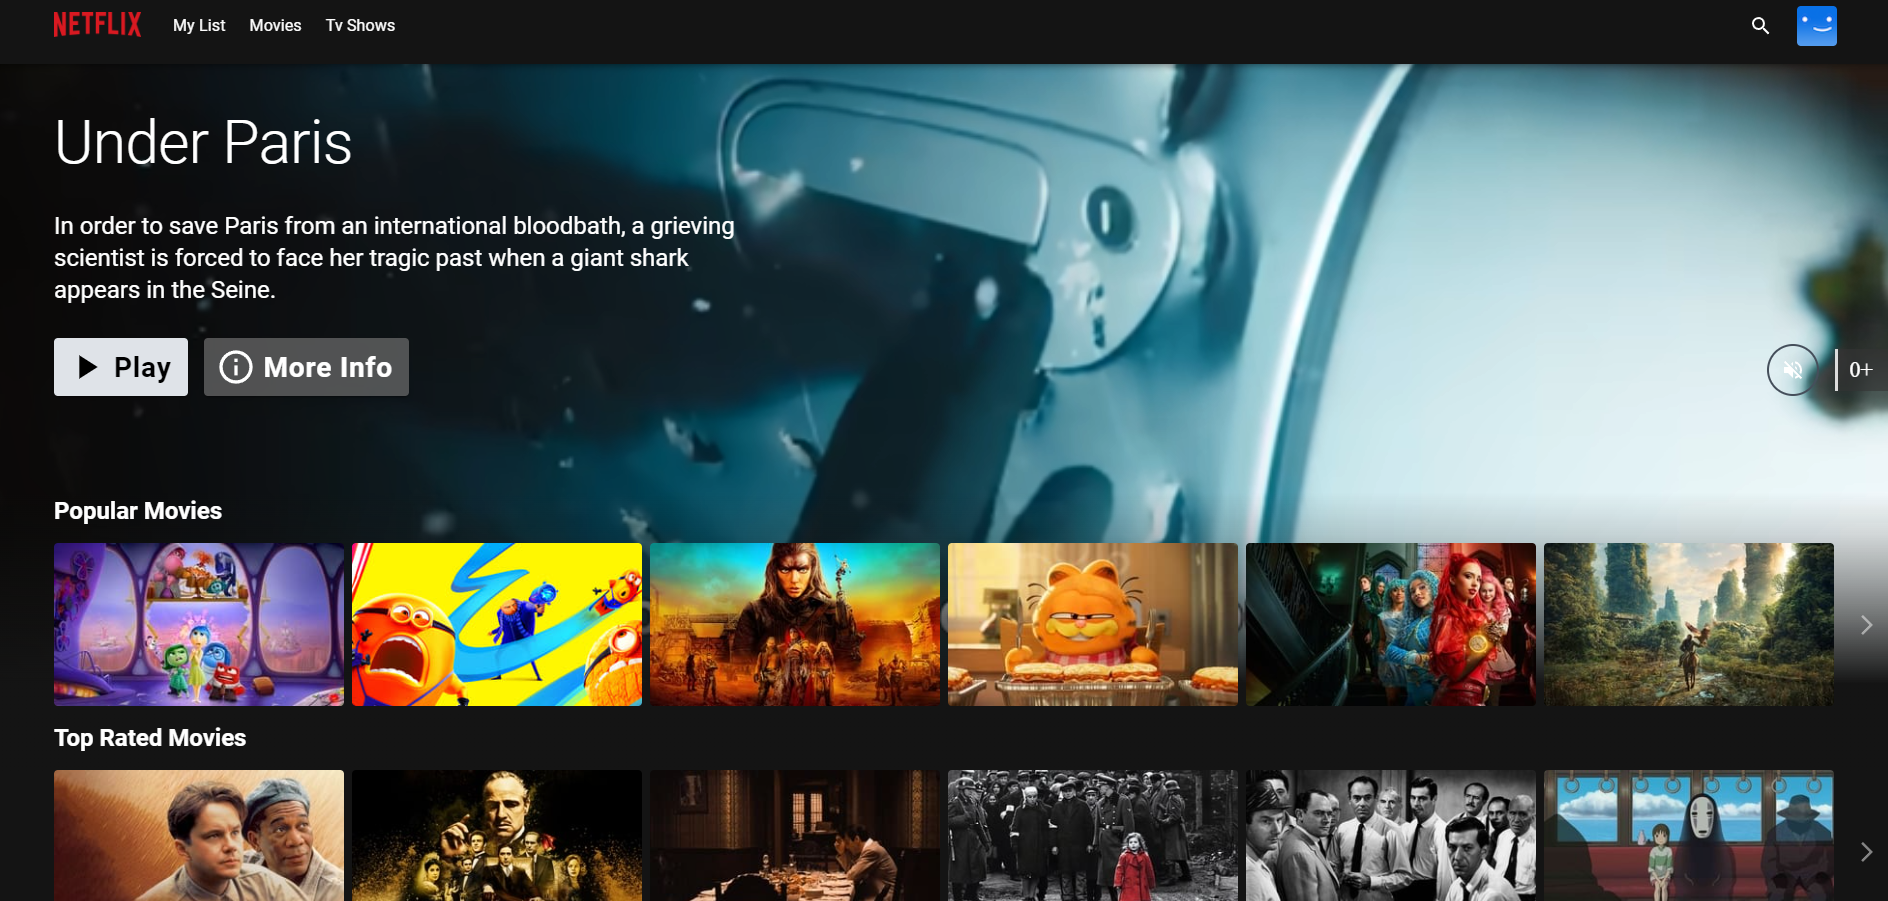 NETFLIX
My List
Movies
Tv Shows
Under Paris
In order to save Paris from an international bloodbath, a grieving
scientist is forced to face her tragic past when a giant shark
appears in the Seine.
Play
More Info
0+
Popular Movies
Top Rated Movies